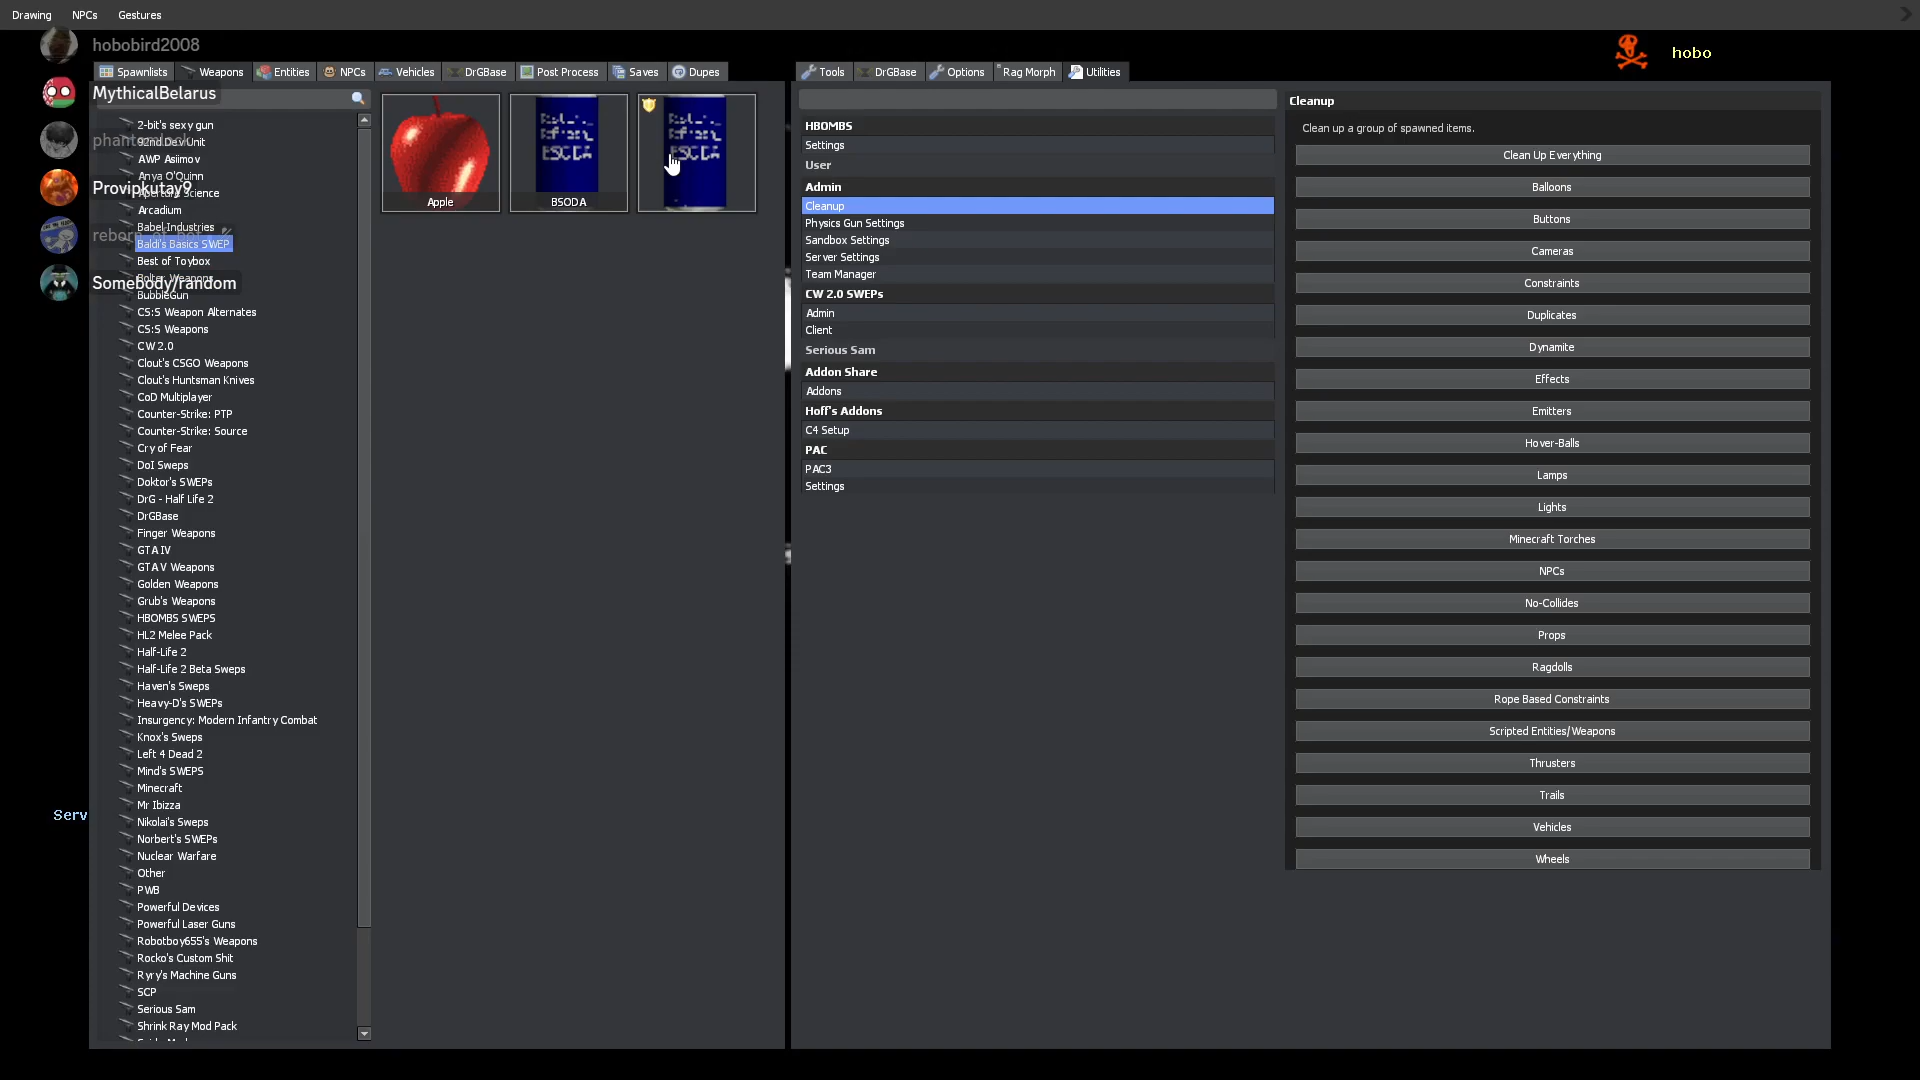 Drawing NPCs Gestures
hobobird2008
hobo
Spawnlists Weapons Entities NPCs Vehicles DrGBase Post Process Saves Dupes
Tools DrGBase Options Rag Morph Utilities
MythicalBelarus
Provipkutay9
Somebody/random
2-bit's sexy gun
AWP Asiimov
Anya O'Quinn
Aperture Science
Arcadium
Babel Industries
Baldi's Basics SWEP
Best of Toybox
Bolter Weapons
BubbleGun
CS:S Weapon Alternates
CS:S Weapons
CW 2.0
Clout's CSGO Weapons
Clout's Huntsman Knives
CoD Multiplayer
Counter-Strike: PTP
Counter-Strike: Source
Cry of Fear
DoI Sweps
Doktor's SWEPs
DrG - Half Life 2
DrGBase
Finger Weapons
GTA IV
GTA V Weapons
Golden Weapons
Grub's Weapons
HBOMBS SWEPS
HL2 Melee Pack
Half-Life 2
Half-Life 2 Beta Sweps
Haven's Sweps
Heavy-D's SWEPs
Insurgency: Modern Infantry Combat
Knox's Sweps
Left 4 Dead 2
Mind's SWEPS
Minecraft
Mr Ibizza
Nikolai's Sweps
Norbert's SWEPs
Nuclear Warfare
Other
PWB
Powerful Devices
Powerful Laser Guns
Robotboy655's Weapons
Rocko's Custom Shit
Ryry's Machine Guns
SCP
Serious Sam
Shrink Ray Mod Pack
Serv
Apple
BSODA
HBOMBS
Settings
User
Admin
Cleanup
Physics Gun Settings
Sandbox Settings
Server Settings
Team Manager
CW 2.0 SWEPs
Admin
Client
Serious Sam
Addon Share
Addons
Hoff's Addons
C4 Setup
PAC
PAC3
Settings
Cleanup
Clean up a group of spawned items.
Clean Up Everything
Balloons
Buttons
Cameras
Constraints
Duplicates
Dynamite
Effects
Emitters
Hover-Balls
Lamps
Lights
Minecraft Torches
NPCs
No-Collides
Props
Ragdolls
Rope Based Constraints
Scripted Entities/Weapons
Thrusters
Trails
Vehicles
Wheels